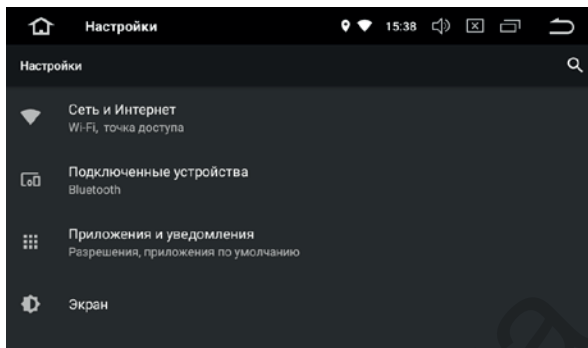 Настройки 15:38
Настройки
Сеть и Интернет
Wi-Fi, точка доступа
Подключенные устройства
Bluetooth
Приложения и уведомления
Разрешения, приложения по умолчанию
Экран